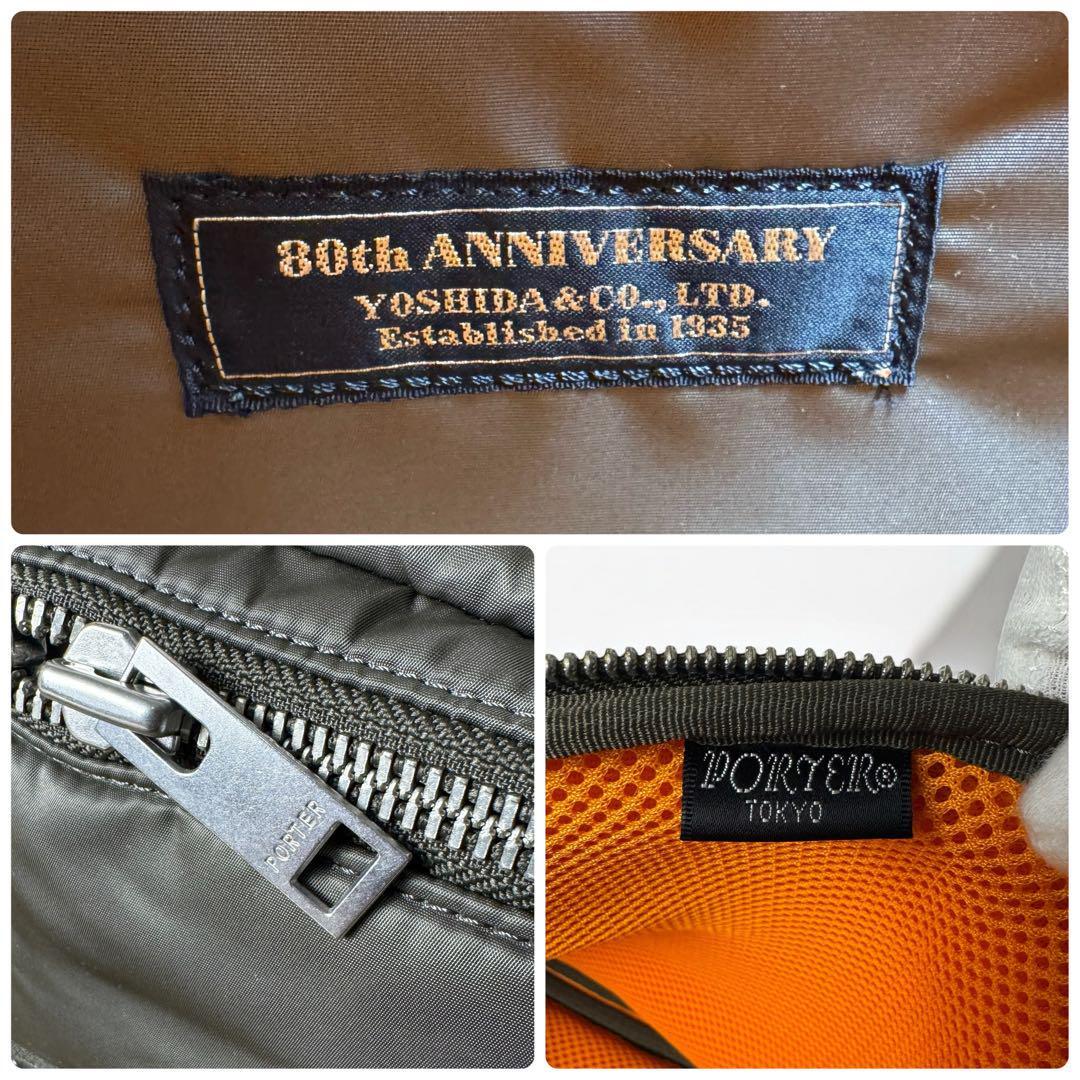 80th ANNIVERSARY
YOSHIDA&CO., LTD.
Established in 1935
PORTER
PORTER®
TOKYO